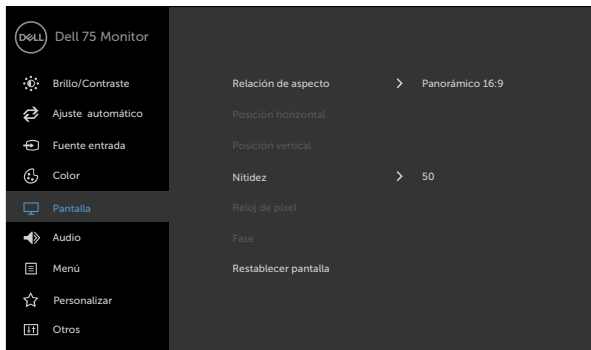 DELL Dell 75 Monitor
Brillo/Contraste
Relación de aspecto > Panorámico 16:9
Ajuste automático
Posición horizontal
Fuente entrada
Posición vertical
Color
Nitidez > 50
Pantalla
Reloj de píxel
Audio
Fase
Menú
Restablecer pantalla
Personalizar
Otros